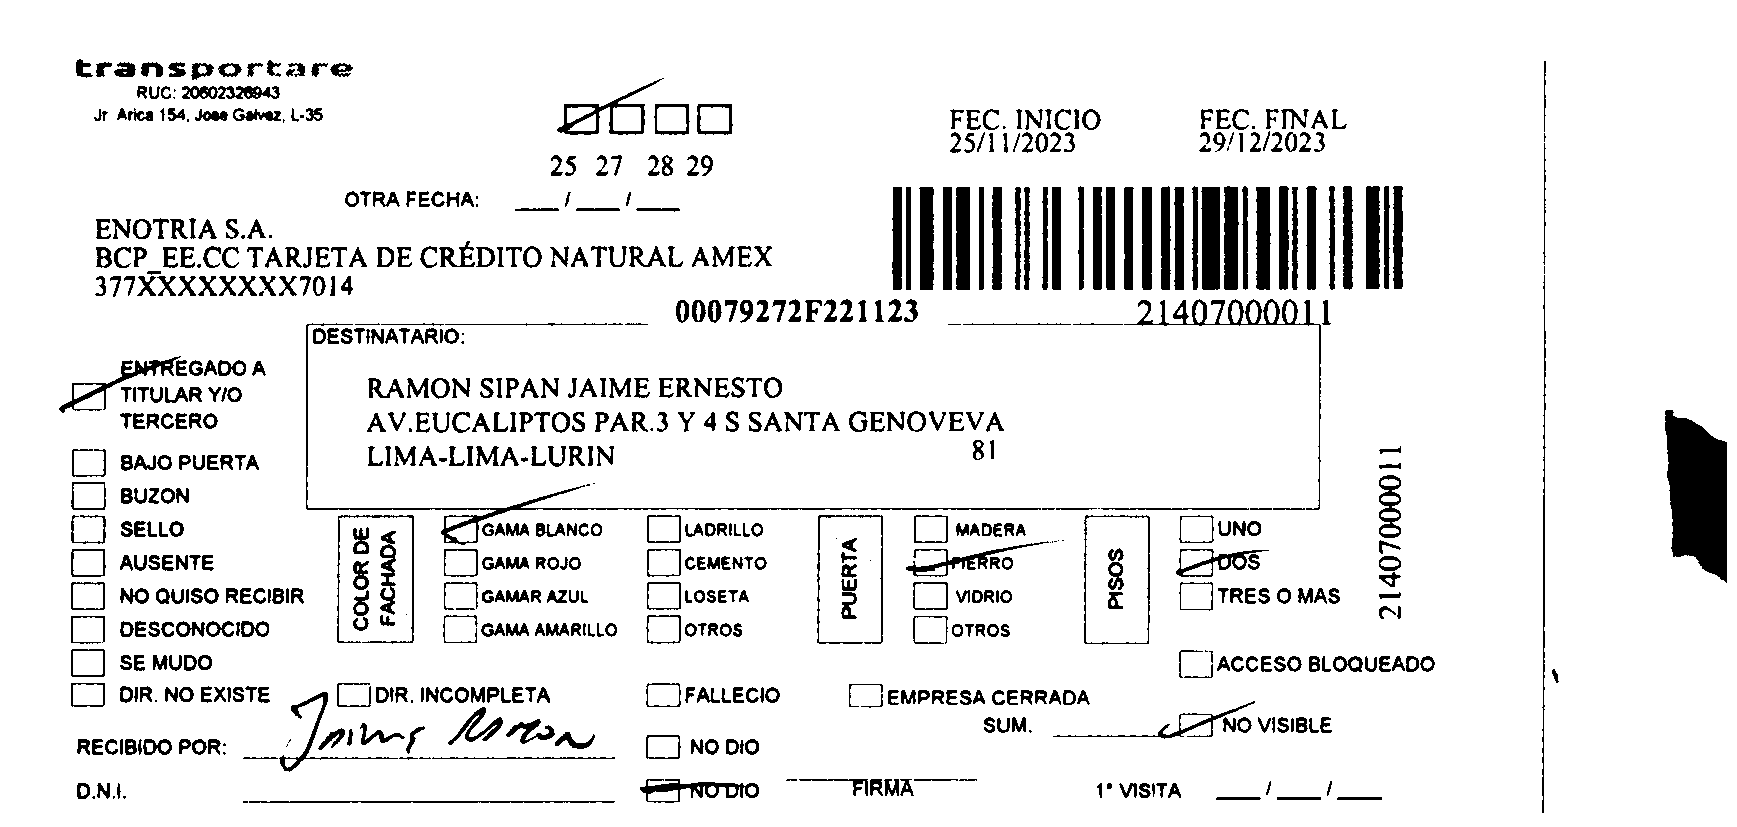 transportare
RUC: 20602326943
Jr Arica 154, Jose Galvez, L-35
25 27 28 29
OTRA FECHA: ___/___/___
FEC. INICIO
25/11/2023
FEC. FINAL
29/12/2023
ENOTRIA S.A.
BCP_EE.CC TARJETA DE CRÉDITO NATURAL AMEX
377XXXXXXXX7014
00079272F221123
21407000011
DESTINATARIO:
RAMON SIPAN JAIME ERNESTO
AV.EUCALIPTOS PAR.3 Y 4 S SANTA GENOVEVA
LIMA-LIMA-LURIN 81
ENTREGADO A
TITULAR Y/O
TERCERO
BAJO PUERTA
BUZON
SELLO
AUSENTE
NO QUISO RECIBIR
DESCONOCIDO
SE MUDO
DIR. NO EXISTE
COLOR DE
FACHADA
GAMA BLANCO
GAMA ROJO
GAMAR AZUL
GAMA AMARILLO
LADRILLO
CEMENTO
LOSETA
OTROS
PUERTA
MADERA
FIERRO
VIDRIO
OTROS
PISOS
UNO
DOS
TRES O MAS
21407000011
ACCESO BLOQUEADO
DIR. INCOMPLETA
FALLECIO
EMPRESA CERRADA
SUM. ___ NO VISIBLE
RECIBIDO POR: Jaime Ramon
NO DIO
D.N.I.
NO DIO
FIRMA
1° VISITA ___/___/___